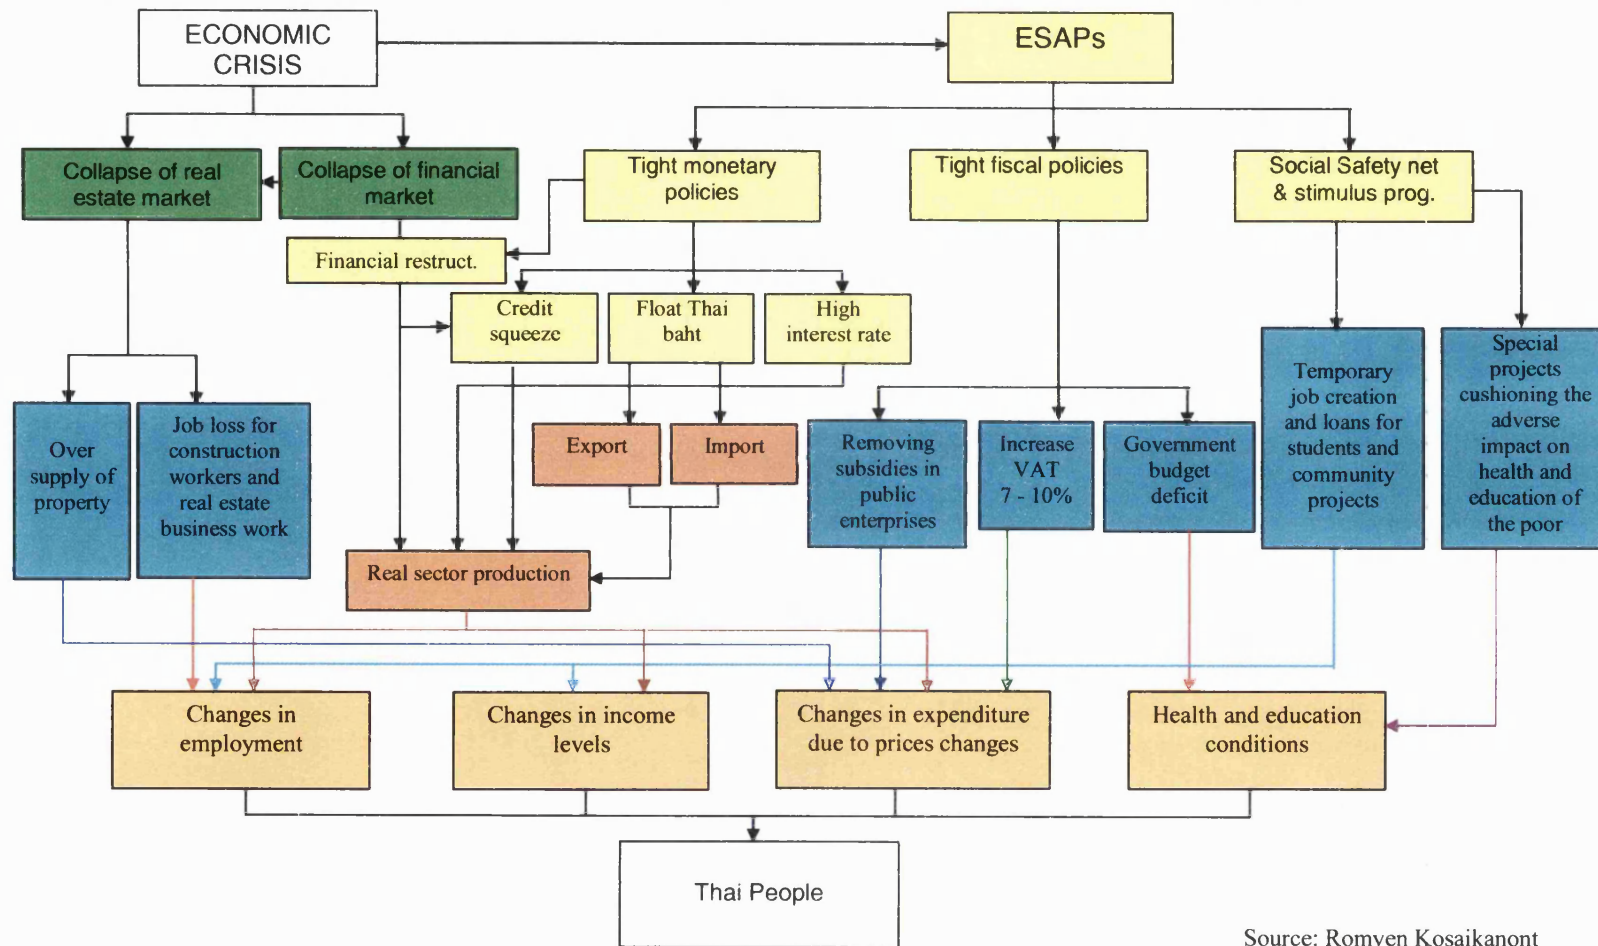 ECONOMIC
CRISIS
ESAPs
Collapse of real
estate market
Collapse of financial
market
Tight monetary
policies
Tight fiscal policies
Social Safety net
& stimulus prog.
Financial restruct.
Credit
squeeze
Float Thai
baht
High
interest rate
Over
supply of
property
Job loss for
construction
workers and
real estate
business work
Export
Import
Removing
subsidies in
public
enterprises
Increase
VAT
7 - 10%
Government
budget
deficit
Temporary
job creation
and loans for
students and
community
projects
Special
projects
cushioning the
adverse
impact on
health and
education of
the poor
Real sector production
Changes in
employment
Changes in income
levels
Changes in expenditure
due to prices changes
Health and education
conditions
Thai People
Source: Romyen Kosaikanont